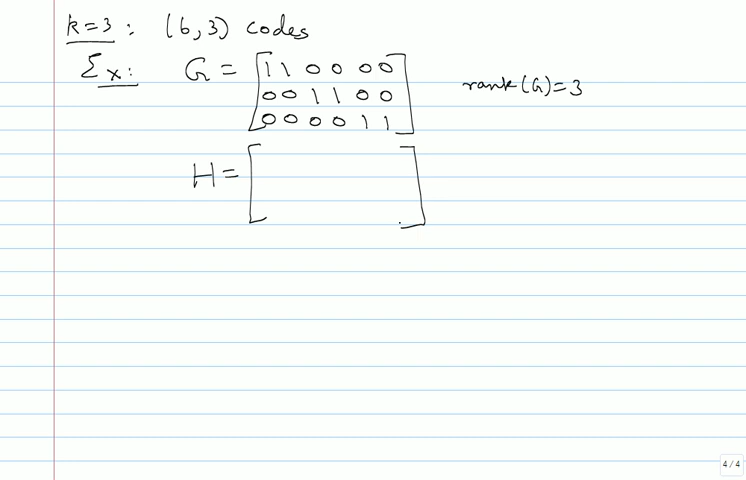 k=3: (6,3) codes
Ex: G = [1 1 0 0 0 0
0 0 1 1 0 0
0 0 0 0 1 1]
rank(G)=3
H = [ ]
4 / 4